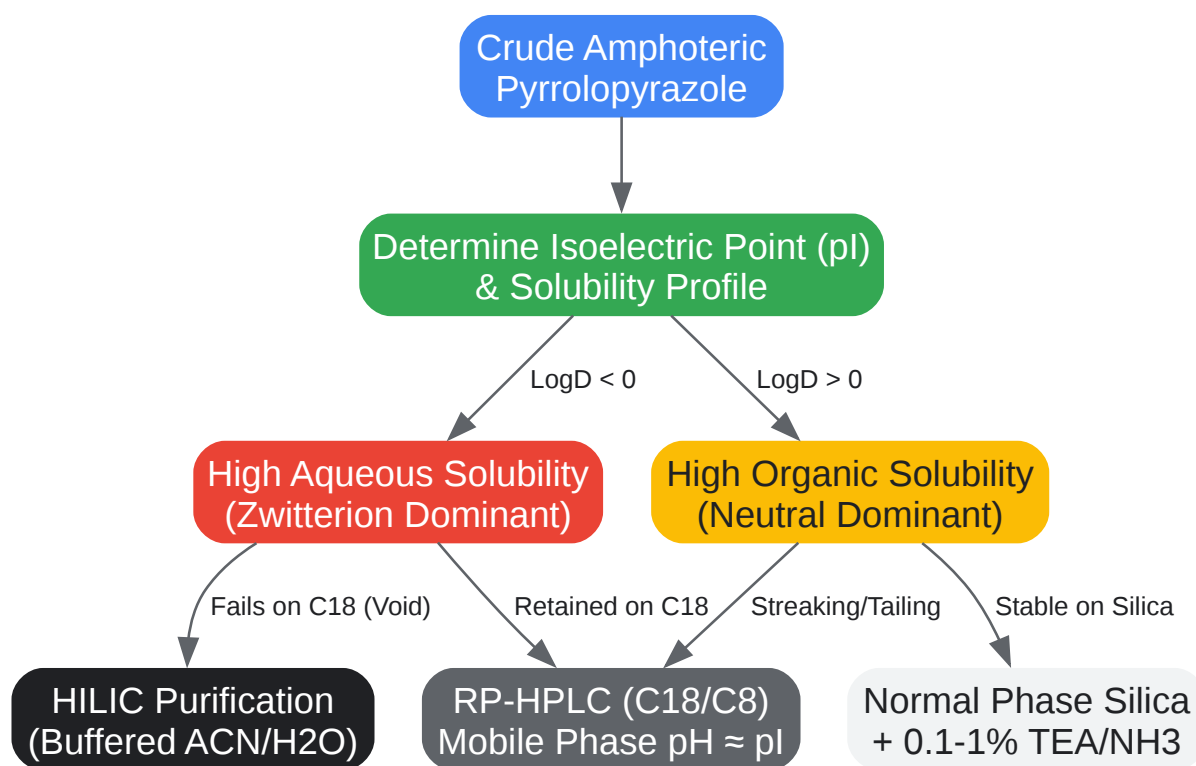 Crude Amphoteric
Pyrrolopyrazole
Determine Isoelectric Point (pI)
& Solubility Profile
LogD < 0
LogD > 0
High Aqueous Solubility
(Zwitterion Dominant)
High Organic Solubility
(Neutral Dominant)
Fails on C18 (Void)
Retained on C18
Streaking/Tailing
Stable on Silica
HILIC Purification
(Buffered ACN/H2O)
RP-HPLC (C18/C8)
Mobile Phase pH ≈ pI
Normal Phase Silica
+ 0.1-1% TEA/NH3